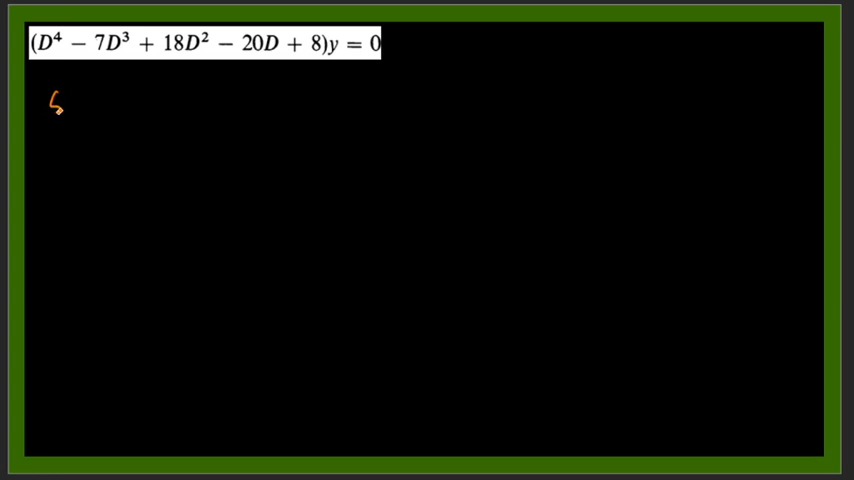 (D⁴ − 7D³ + 18D² − 20D + 8)y = 0